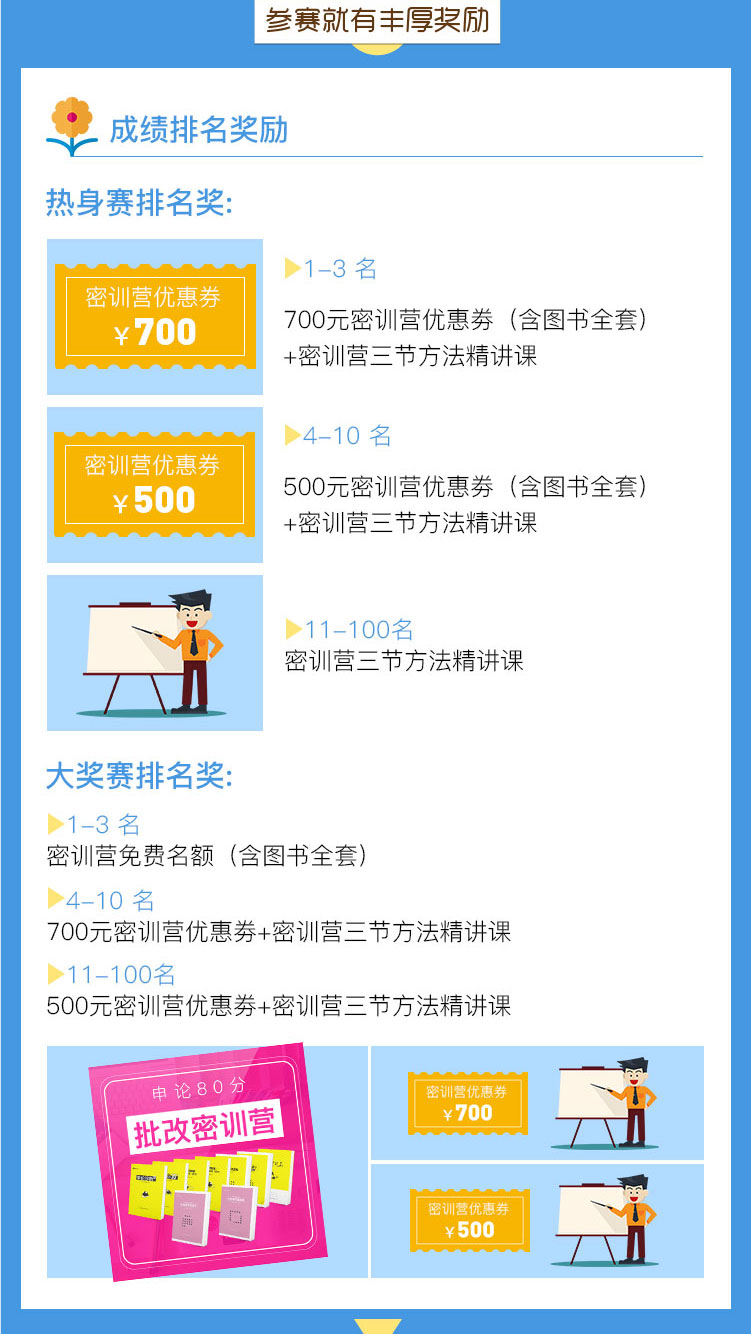 参赛就有丰厚奖励
成绩排名奖励
热身赛排名奖:
密训营优惠券
￥700
1-3 名
700元密训营优惠券（含图书全套）
+密训营三节方法精讲课
密训营优惠券
￥500
4-10 名
500元密训营优惠券（含图书全套）
+密训营三节方法精讲课
11-100名
密训营三节方法精讲课
大奖赛排名奖:
1-3 名
密训营免费名额（含图书全套）
4-10 名
700元密训营优惠券+密训营三节方法精讲课
11-100名
500元密训营优惠券+密训营三节方法精讲课
申论80分
批改密训营
密训营优惠券
￥700
密训营优惠券
￥500